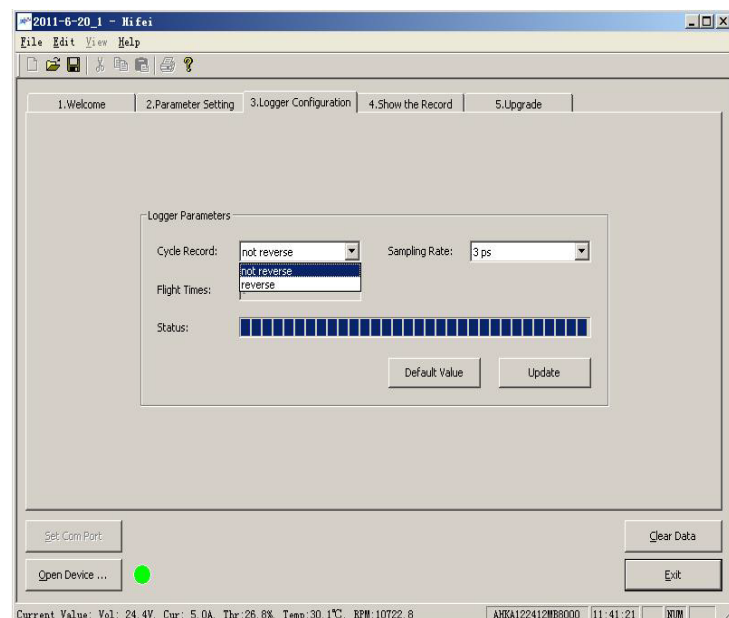 2011-6-20_1 - Hifei
File Edit View Help
1.Welcome 2.Parameter Setting 3.Logger Configuration 4.Show the Record 5.Upgrade
Logger Parameters
Cycle Record: not reverse Sampling Rate: 3 ps
not reverse
reverse
Flight Times:
Status:
Default Value Update
Set Com Port Clear Data
Open Device ... Exit
Current Value: Vol: 24.4V, Cur: 5.0A, Thr:26.8%, Temp:30.1℃, RPM:10722.8 AHKA122412MB8000 11:41:21 NUM